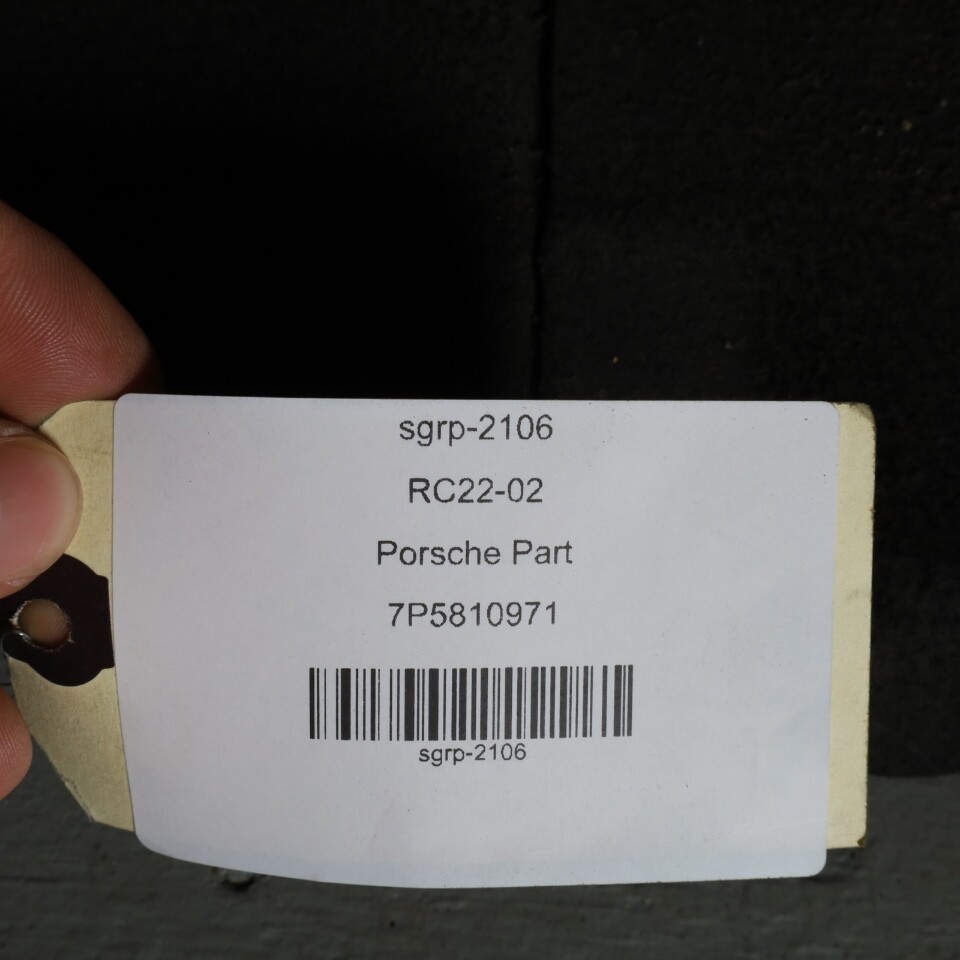 sgrp-2106
RC22-02
Porsche Part
7P5810971
sgrp-2106